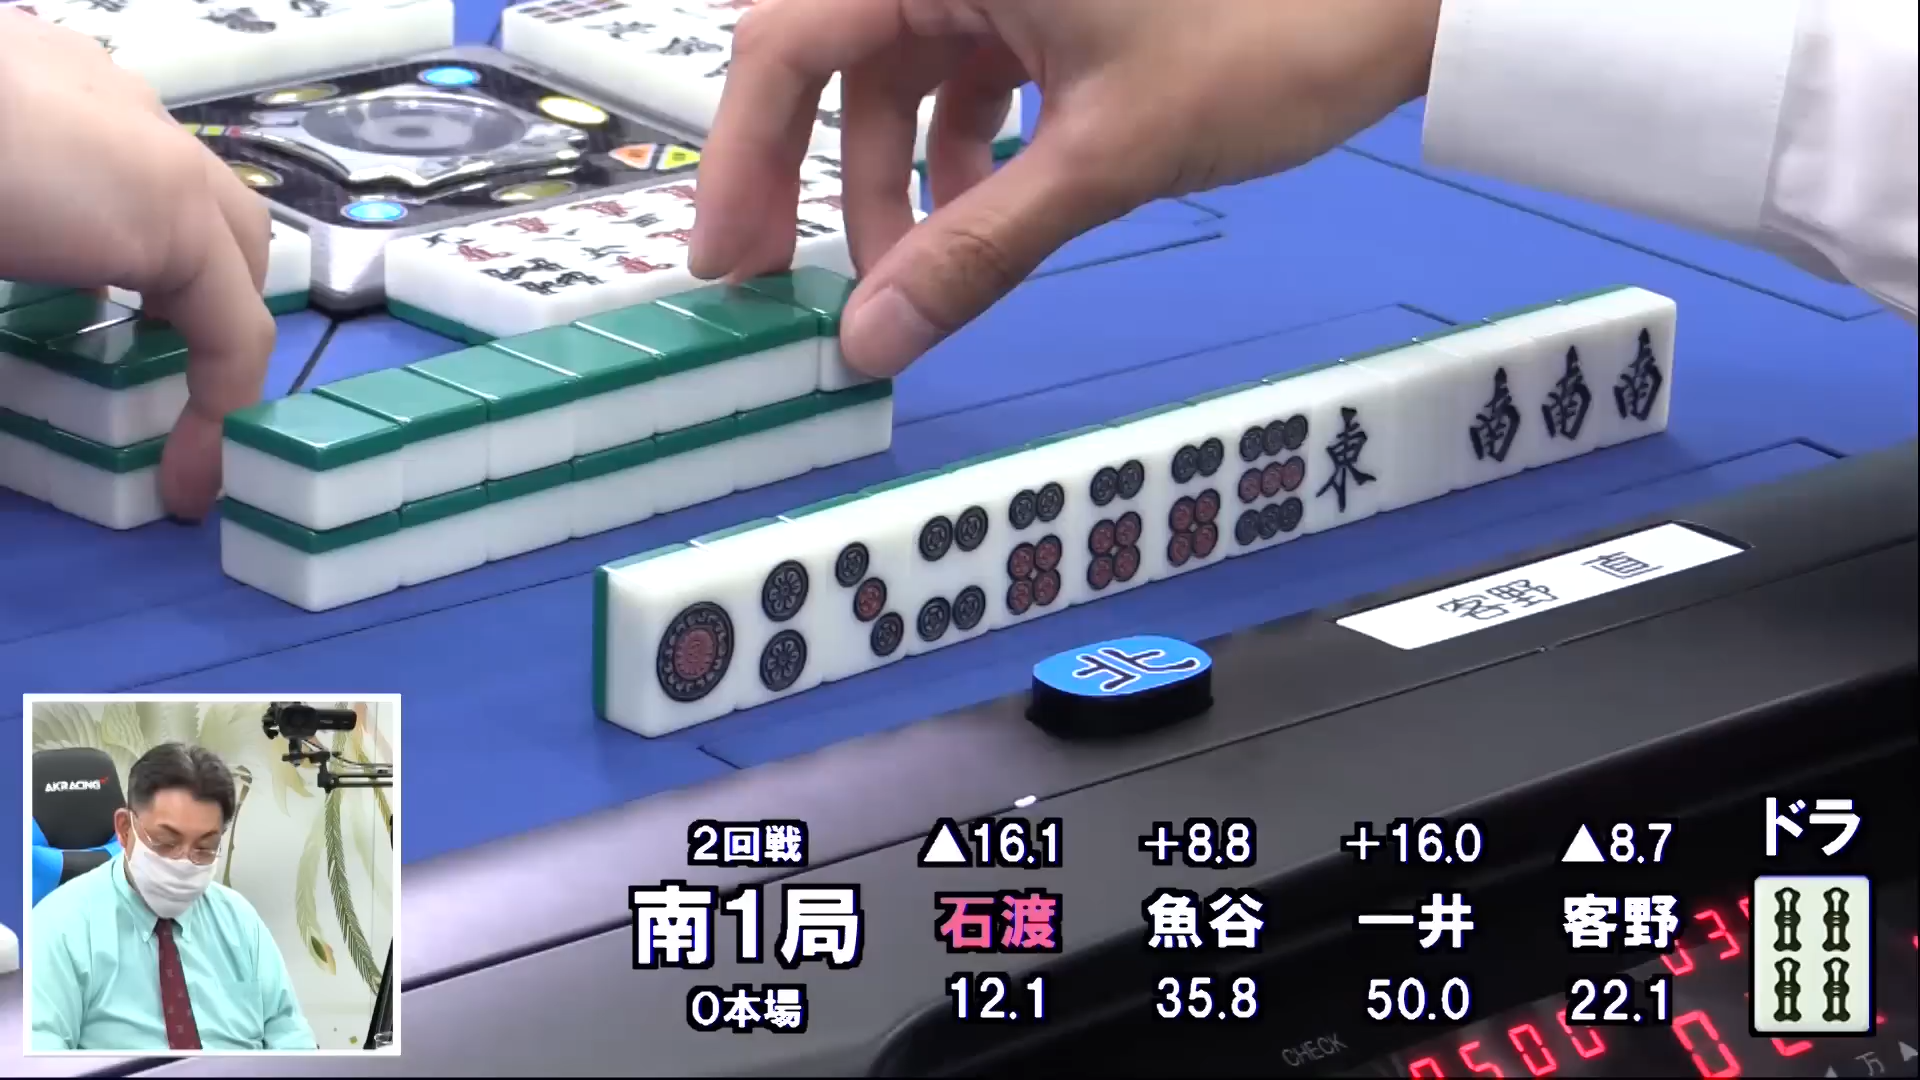 東 南 南 南
客野 直
北
AKRACING
2回戦
▲16.1 +8.8 +16.0 ▲8.7
ドラ
南1局
石渡 魚谷 一井 客野
0本場
12.1 35.8 50.0 22.1
CHECK
万